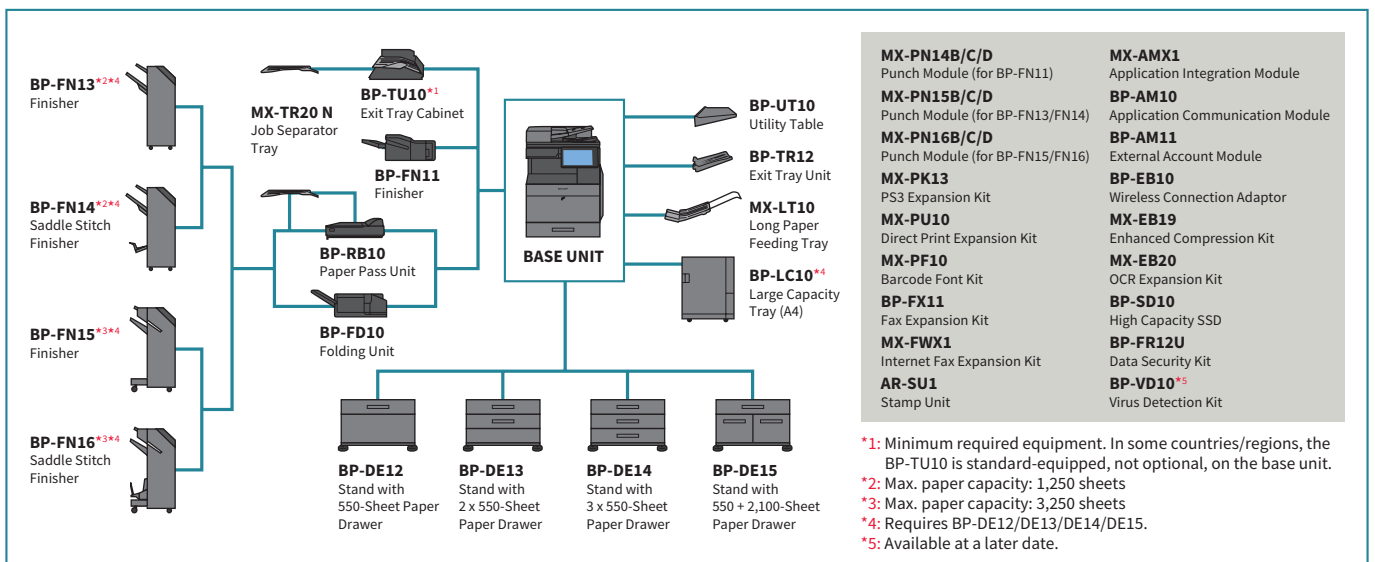 BP-FN13*2*4
Finisher
BP-FN14*2*4
Saddle Stitch
Finisher
BP-FN15*3*4
Finisher
BP-FN16*3*4
Saddle Stitch
Finisher
MX-TR20 N
Job Separator
Tray
BP-TU10*1
Exit Tray Cabinet
BP-FN11
Finisher
BP-RB10
Paper Pass Unit
BP-FD10
Folding Unit
BASE UNIT
BP-UT10
Utility Table
BP-TR12
Exit Tray Unit
MX-LT10
Long Paper
Feeding Tray
BP-LC10*4
Large Capacity
Tray (A4)
BP-DE12
Stand with
550-Sheet Paper
Drawer
BP-DE13
Stand with
2 x 550-Sheet
Paper Drawer
BP-DE14
Stand with
3 x 550-Sheet
Paper Drawer
BP-DE15
Stand with
550 + 2,100-Sheet
Paper Drawer
MX-PN14B/C/D
Punch Module (for BP-FN11)
MX-PN15B/C/D
Punch Module (for BP-FN13/FN14)
MX-PN16B/C/D
Punch Module (for BP-FN15/FN16)
MX-PK13
PS3 Expansion Kit
MX-PU10
Direct Print Expansion Kit
MX-PF10
Barcode Font Kit
BP-FX11
Fax Expansion Kit
MX-FWX1
Internet Fax Expansion Kit
AR-SU1
Stamp Unit
MX-AMX1
Application Integration Module
BP-AM10
Application Communication Module
BP-AM11
External Account Module
BP-EB10
Wireless Connection Adaptor
MX-EB19
Enhanced Compression Kit
MX-EB20
OCR Expansion Kit
BP-SD10
High Capacity SSD
BP-FR12U
Data Security Kit
BP-VD10*5
Virus Detection Kit
*1: Minimum required equipment. In some countries/regions, the
BP-TU10 is standard-equipped, not optional, on the base unit.
*2: Max. paper capacity: 1,250 sheets
*3: Max. paper capacity: 3,250 sheets
*4: Requires BP-DE12/DE13/DE14/DE15.
*5: Available at a later date.